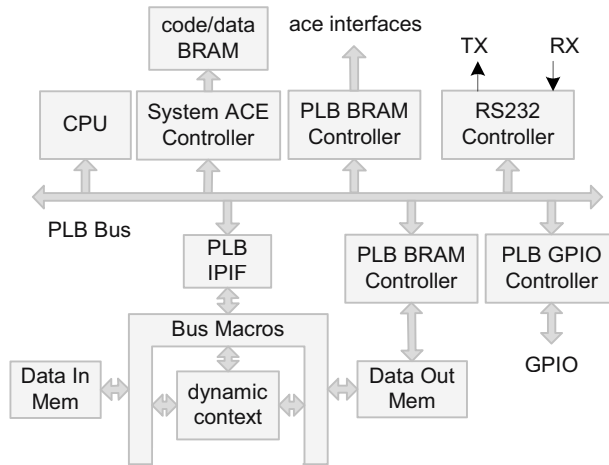 code/data
BRAM
ace interfaces
TX
RX
CPU
System ACE
Controller
PLB BRAM
Controller
RS232
Controller
PLB Bus
PLB
IPIF
PLB BRAM
Controller
PLB GPIO
Controller
Bus Macros
Data In
Mem
dynamic
context
Data Out
Mem
GPIO